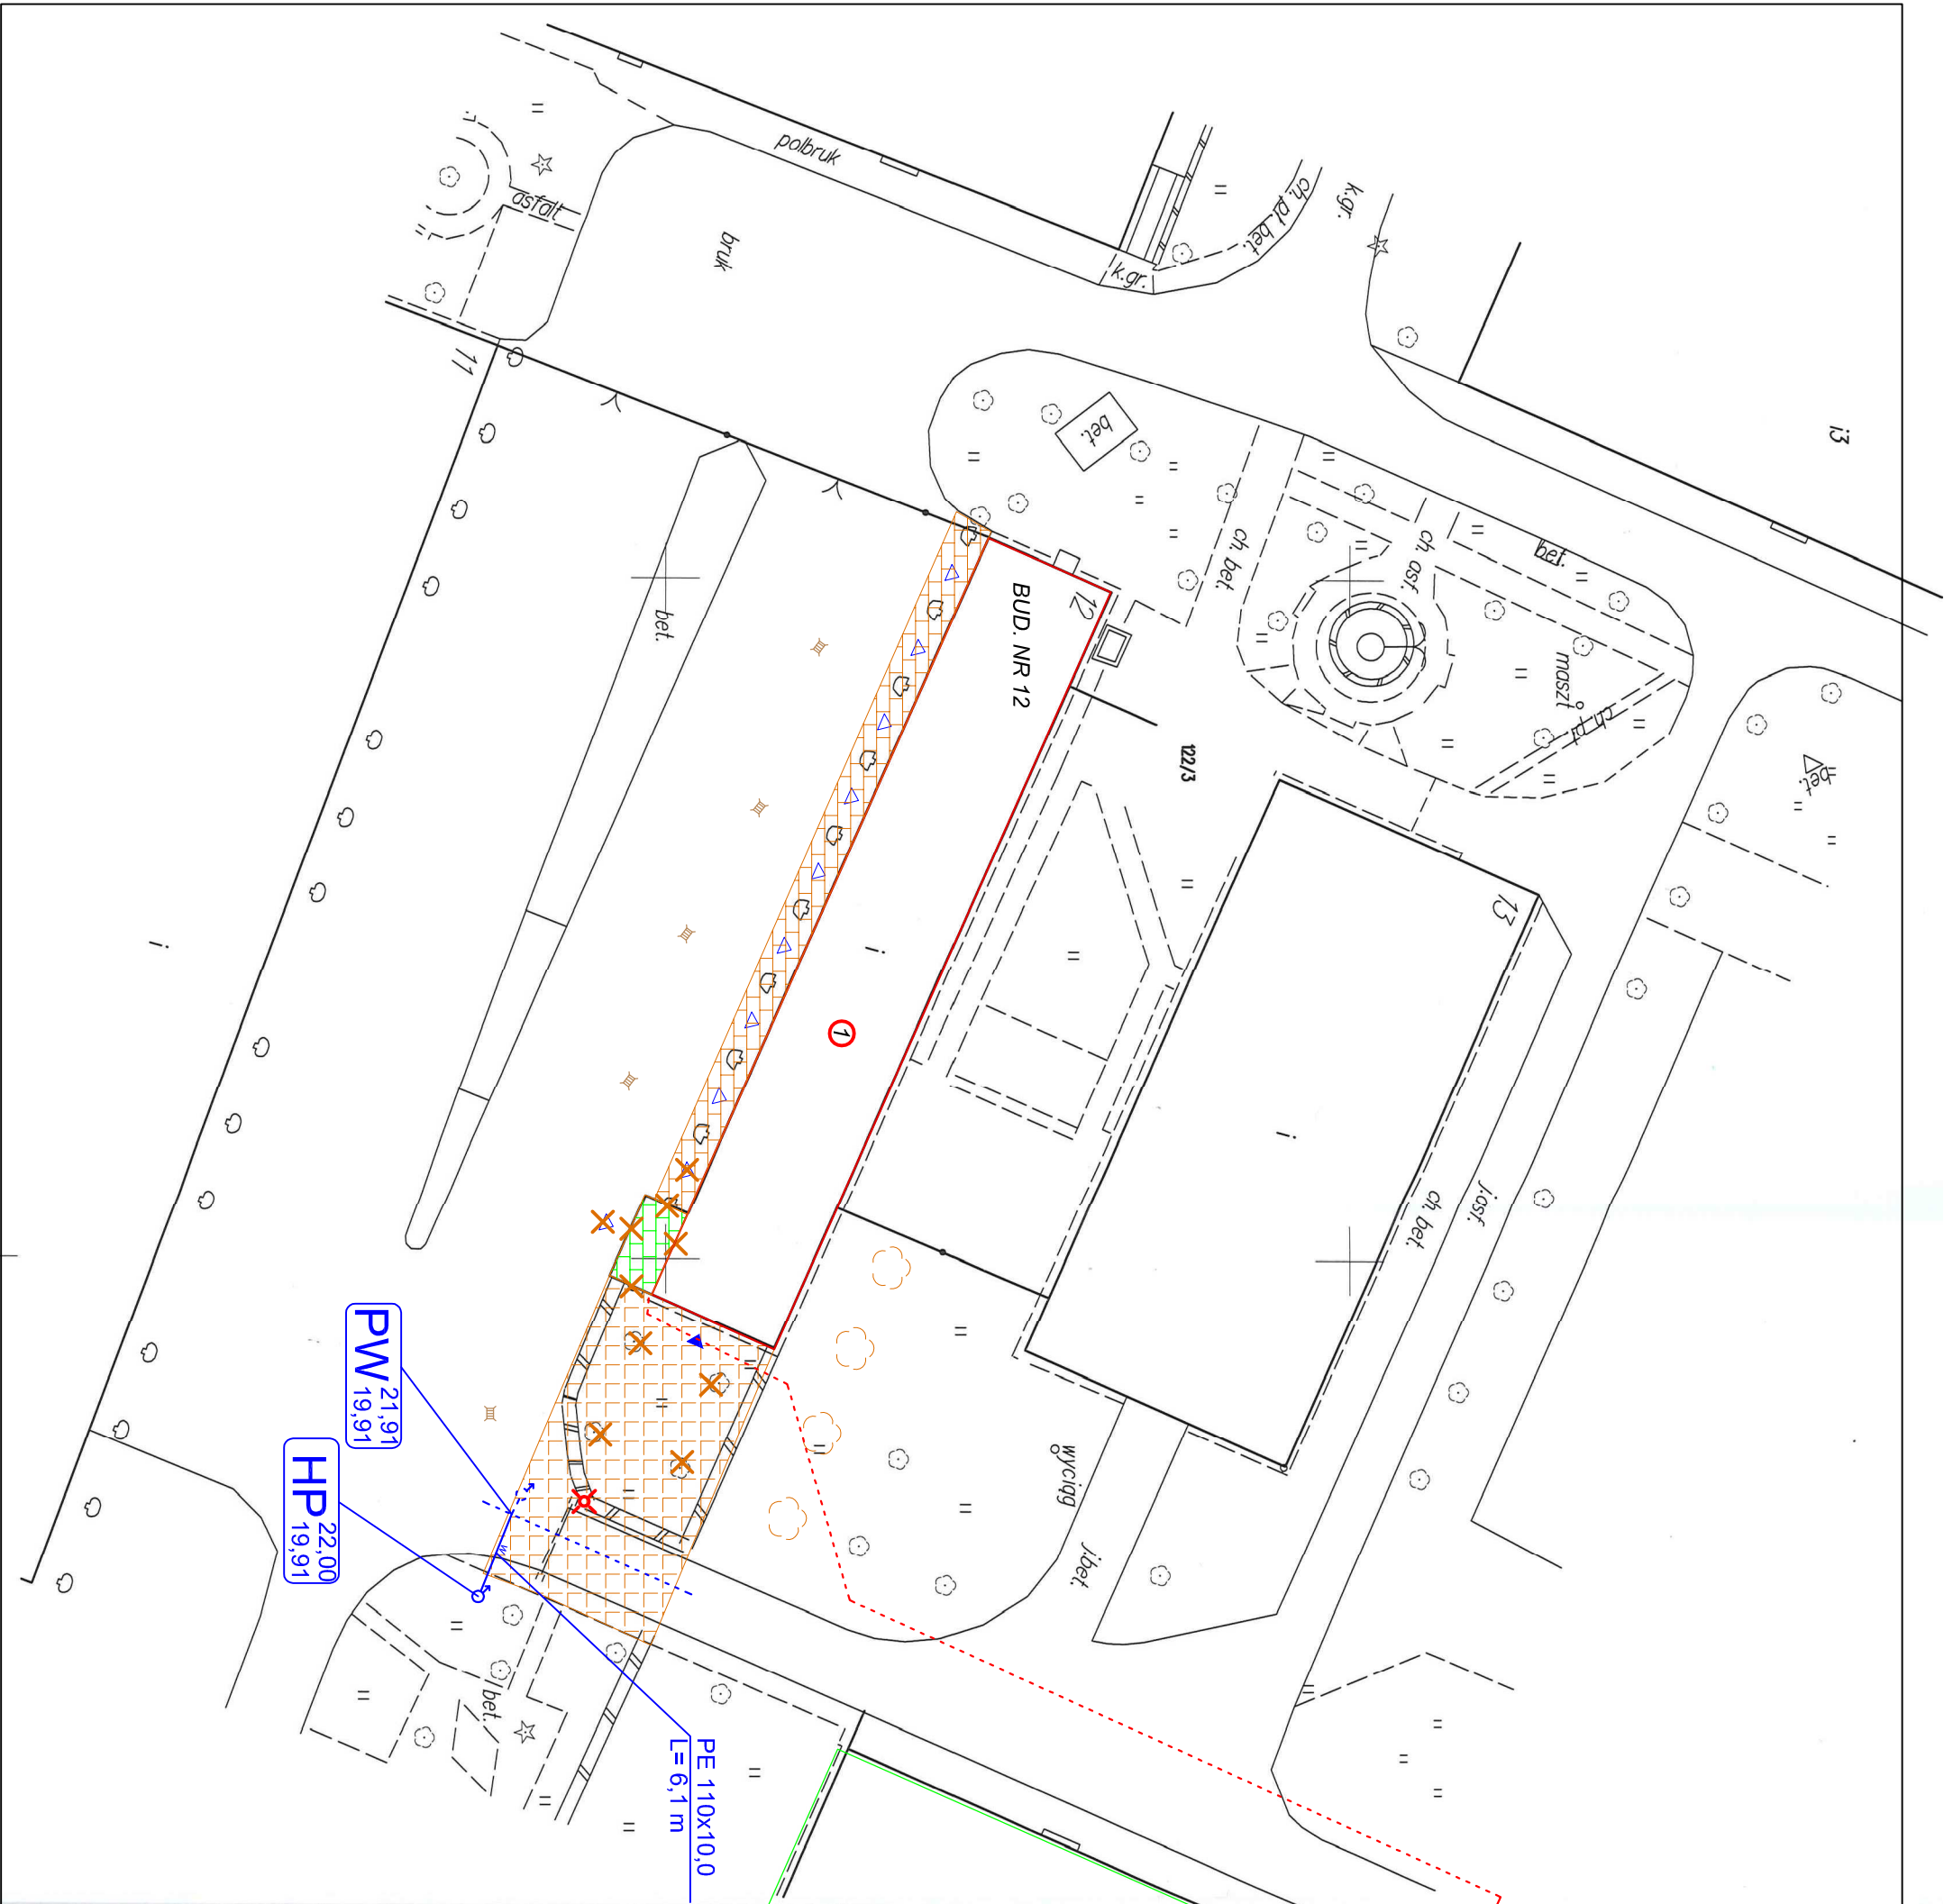 polbruk
k.gr.
ch. pl. bet.
k.gr.
asfalt
bruk
i3
11
bet.
ch. bet.
ch. asf.
bet.
maszt
ch. pł.
bet.
12
BUD. NR 12
122/3
bet.
13
i
i
1
i
ch. bet.
j.asf.
wyciąg
j.bet.
PW 21,91
19,91
HP 22,00
19,91
w
bet.
PE 110x10,0
L= 6,1 m